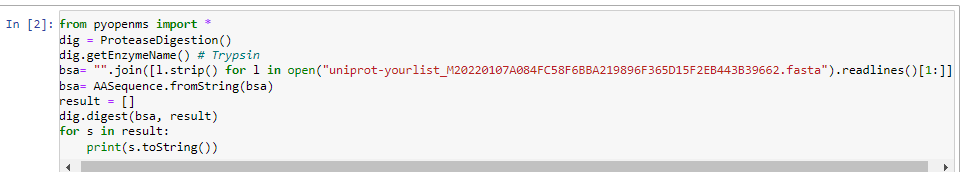 In [2]: from pyopenms import *
dig = ProteaseDigestion()
dig.getEnzymeName() # Trypsin
bsa= "".join([l.strip() for l in open("uniprot-yourlist_M20220107A084FC58F6BBA219896F365D15F2EB443B39662.fasta").readlines()[1:]]
bsa= AASequence.fromString(bsa)
result = []
dig.digest(bsa, result)
for s in result:
    print(s.toString())